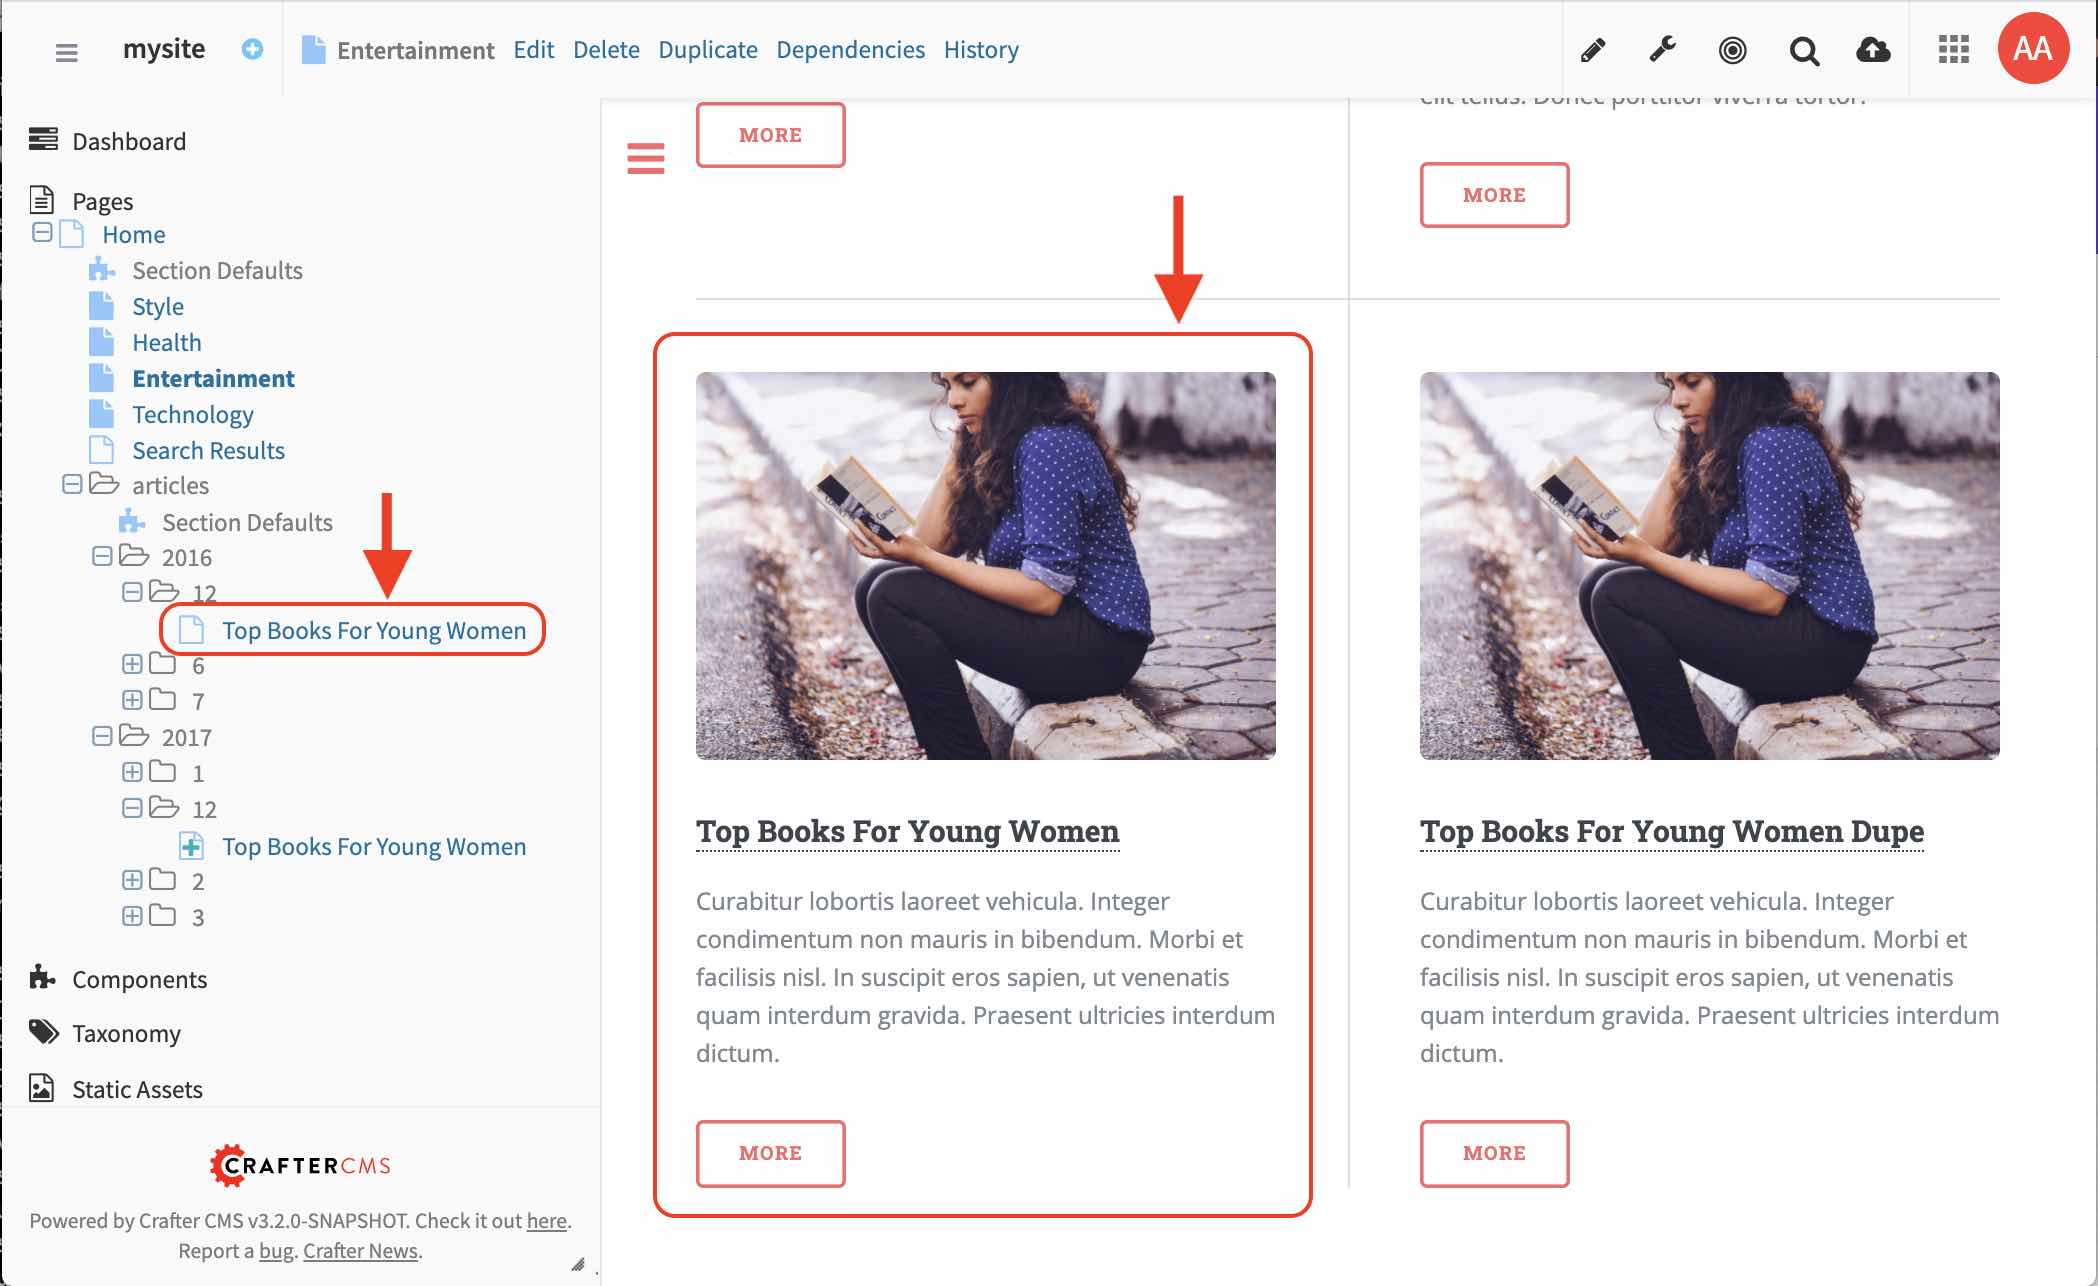 mysite
Entertainment Edit Delete Duplicate Dependencies History
AA
Dashboard
Pages
Home
Section Defaults
Style
Health
Entertainment
Technology
Search Results
articles
Section Defaults
2016
12
Top Books For Young Women
6
7
2017
1
12
Top Books For Young Women
2
3
Components
Taxonomy
Static Assets
CRAFTERCMS
Powered by Crafter CMS v3.2.0-SNAPSHOT. Check it out here.
Report a bug. Crafter News.
MORE
elit tellus. Donec porttitor viverra tortor.
MORE
Top Books For Young Women
Curabitur lobortis laoreet vehicula. Integer
condimentum non mauris in bibendum. Morbi et
facilisis nisl. In suscipit eros sapien, ut venenatis
quam interdum gravida. Praesent ultricies interdum
dictum.
MORE
Top Books For Young Women Dupe
Curabitur lobortis laoreet vehicula. Integer
condimentum non mauris in bibendum. Morbi et
facilisis nisl. In suscipit eros sapien, ut venenatis
quam interdum gravida. Praesent ultricies interdum
dictum.
MORE